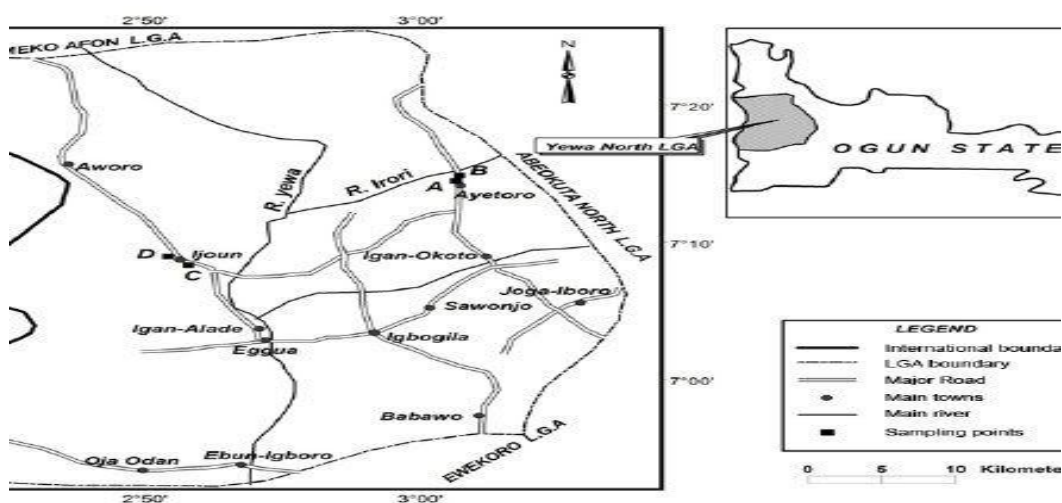 2°50' 3°00'
MEKO AFON L.G.A
N
7°20'
Yewa North LGA
OGUN STATE
Aworo
R. yewa
R. Irori
B
A
Ayetoro
ABEOKUTA NORTH L.G.A
D
Ijoun
C
Igan-Okoto
7°10'
Joga-Iboro
Sawonjo
Igan-Alade
Eggua
Igbogila
LEGEND
International bounda
LGA boundary
Major Road
Main towns
Main river
Sampling points
7°00'
Babawo
EWEKORO L.G.A
Oja Odan
Ebun-Igboro
0 5 10 Kilomete
2°50' 3°00'